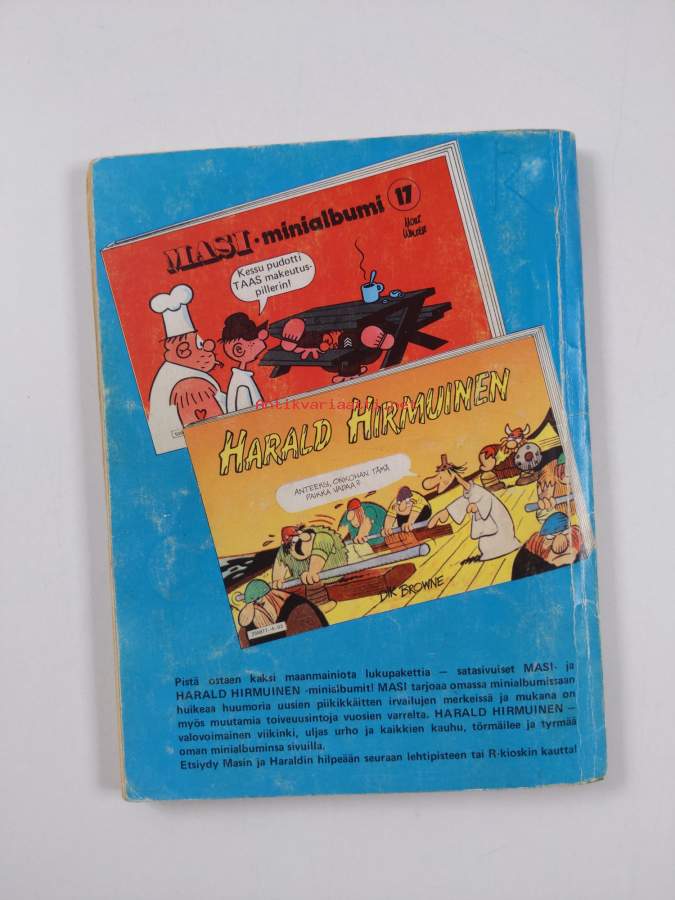 MASI -minialbumi 17
MORT WALKER
Kessu pudotti
TAAS makeutus-
pillerin!
antikvariaatti.net
HARALD HIRMUINEN
ANTEEKSI, ONKOHAN TÄMÄ
PAIKKA VAPAA?
DIK BROWNE
Pistä ostaen kaksi maanmainiota lukupakettia — satasivuiset MASI- ja
HARALD HIRMUINEN -minialbumit! MASI tarjoaa omassa minialbumissaan
huikeaa huumoria uusien piikikkäitten irvailujen merkeissä ja mukana on
myös muutamia toiveuusintoja vuosien varrelta. HARALD HIRMUINEN —
valovoimainen viikinki, uljas urho ja kaikkien kauhu, törmäilee ja tyrmää
oman minialbuminsa sivuilla.
Etsiydy Masin ja Haraldin hilpeään seuraan lehtipisteen tai R-kioskin kautta!